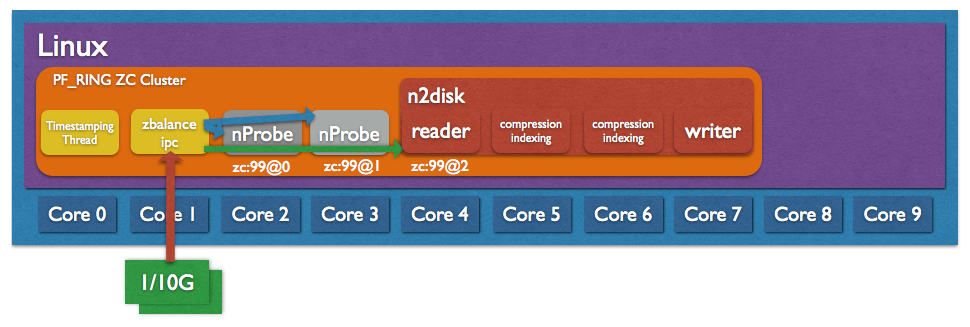 Linux
PF_RING ZC Cluster
n2disk
Timestamping
Thread
zbalance
ipc
nProbe
nProbe
reader
compression
indexing
compression
indexing
writer
zc:99@0
zc:99@1
zc:99@2
Core 0
Core 1
Core 2
Core 3
Core 4
Core 5
Core 6
Core 7
Core 8
Core 9
1/10G